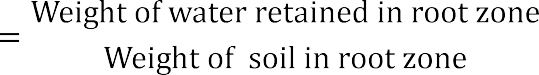 = Weight of water retained in root zone
Weight of soil in root zone